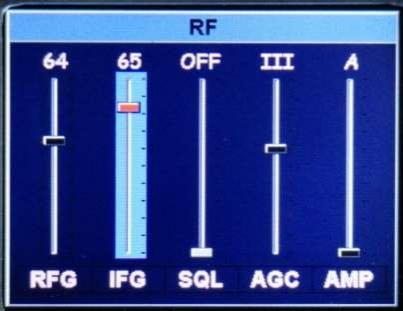 RF
64 65 OFF III A
RFG IFG SQL AGC AMP